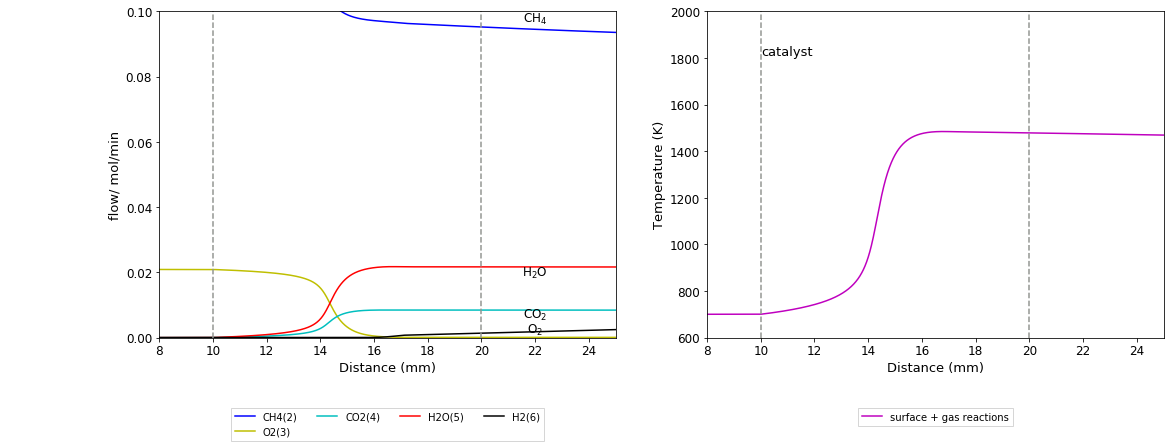 0.10
0.08
0.06
0.04
0.02
0.00
flow/ mol/min
8 10 12 14 16 18 20 22 24
Distance (mm)
CH4
H2O
CO2
O2
CH4(2) CO2(4) H2O(5) H2(6)
O2(3)
2000
1800
1600
1400
1200
1000
800
600
Temperature (K)
catalyst
8 10 12 14 16 18 20 22 24
Distance (mm)
surface + gas reactions